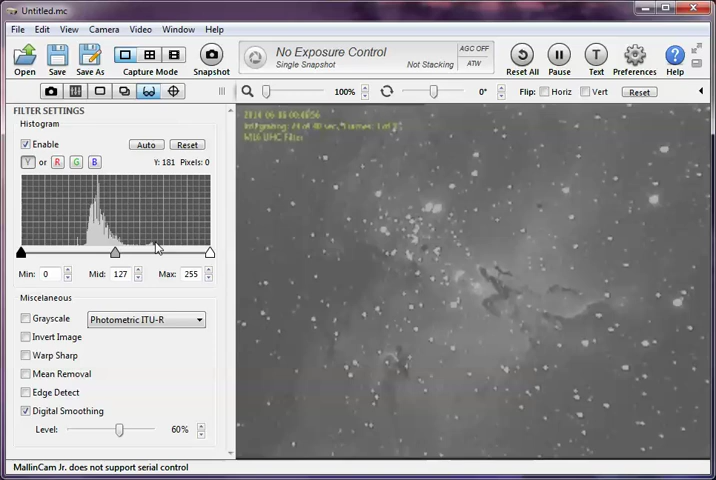 Untitled.mc
File Edit View Camera Video Window Help
Open Save Save As Capture Mode Snapshot
No Exposure Control
Single Snapshot Not Stacking
AGC OFF
ATW
Reset All Pause Text Preferences Help
100% 0° Flip: Horiz Vert Reset
FILTER SETTINGS
Histogram
Enable Auto Reset
Y or R G B Y: 181 Pixels: 0
Min: 0 Mid: 127 Max: 255
Miscelaneous
Grayscale Photometric ITU-R
Invert Image
Warp Sharp
Mean Removal
Edge Detect
Digital Smoothing
Level: 60%
M16 UHC Filter
MallinCam Jr. does not support serial control